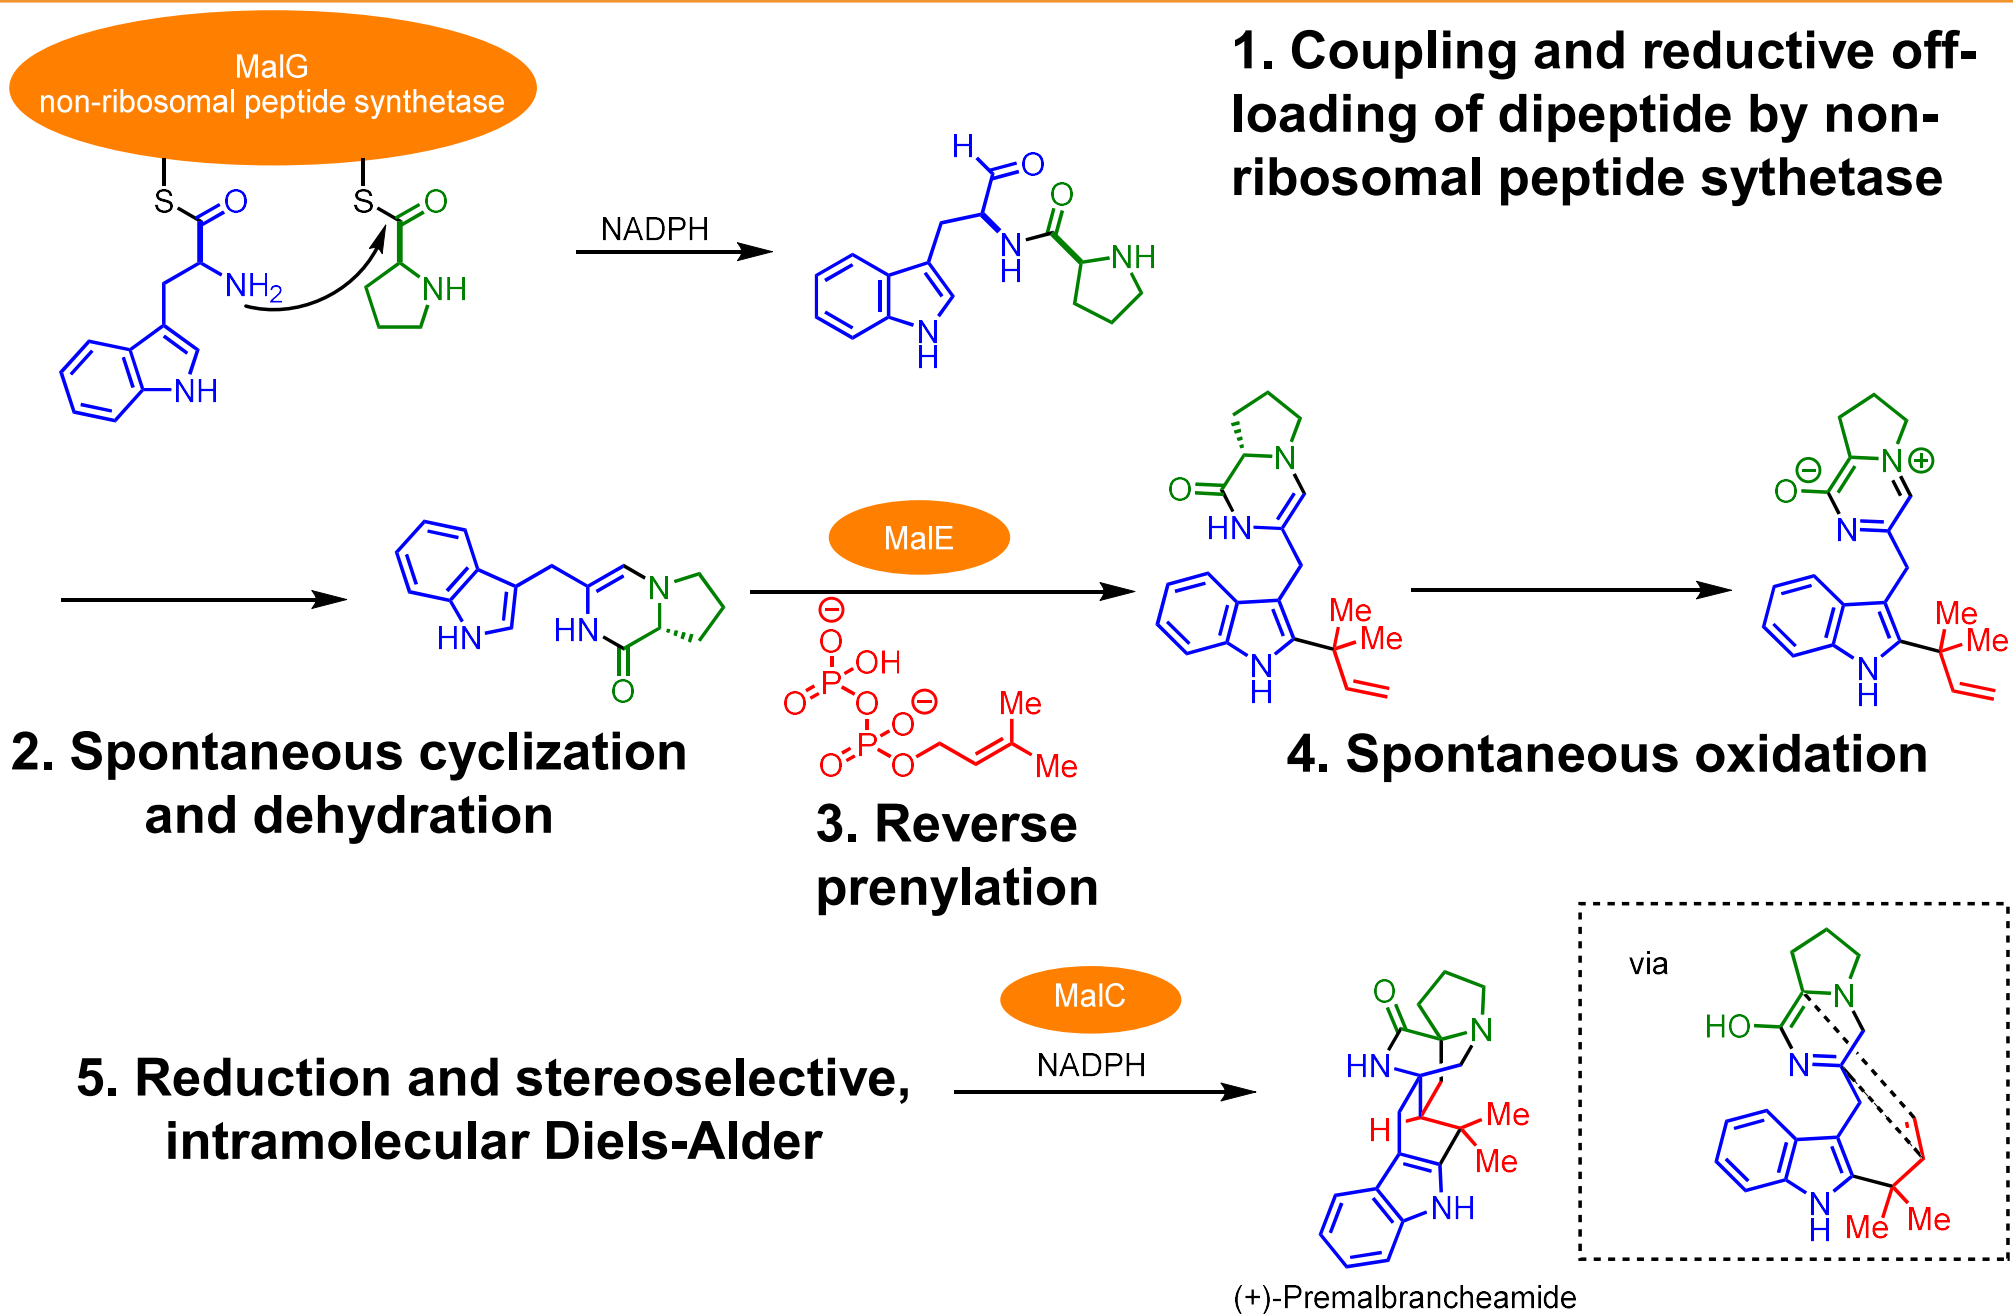 MalG
non-ribosomal peptide synthetase
1. Coupling and reductive off-
loading of dipeptide by non-
ribosomal peptide sythetase
S
O
NH2
NH
S
O
NH
NADPH
H
O
N
H
O
NH
N
H
HN
HN
N
O
MalE
O
P
OH
O
O
P
O
O
O
Me
Me
O
N
HN
N
H
Me
Me
O
N
N
N
H
Me
Me
2. Spontaneous cyclization
and dehydration
3. Reverse
prenylation
4. Spontaneous oxidation
5. Reduction and stereoselective,
intramolecular Diels-Alder
MalC
NADPH
O
N
HN
H
Me
Me
NH
(+)-Premalbrancheamide
via
N
HO
N
N
H
Me
Me